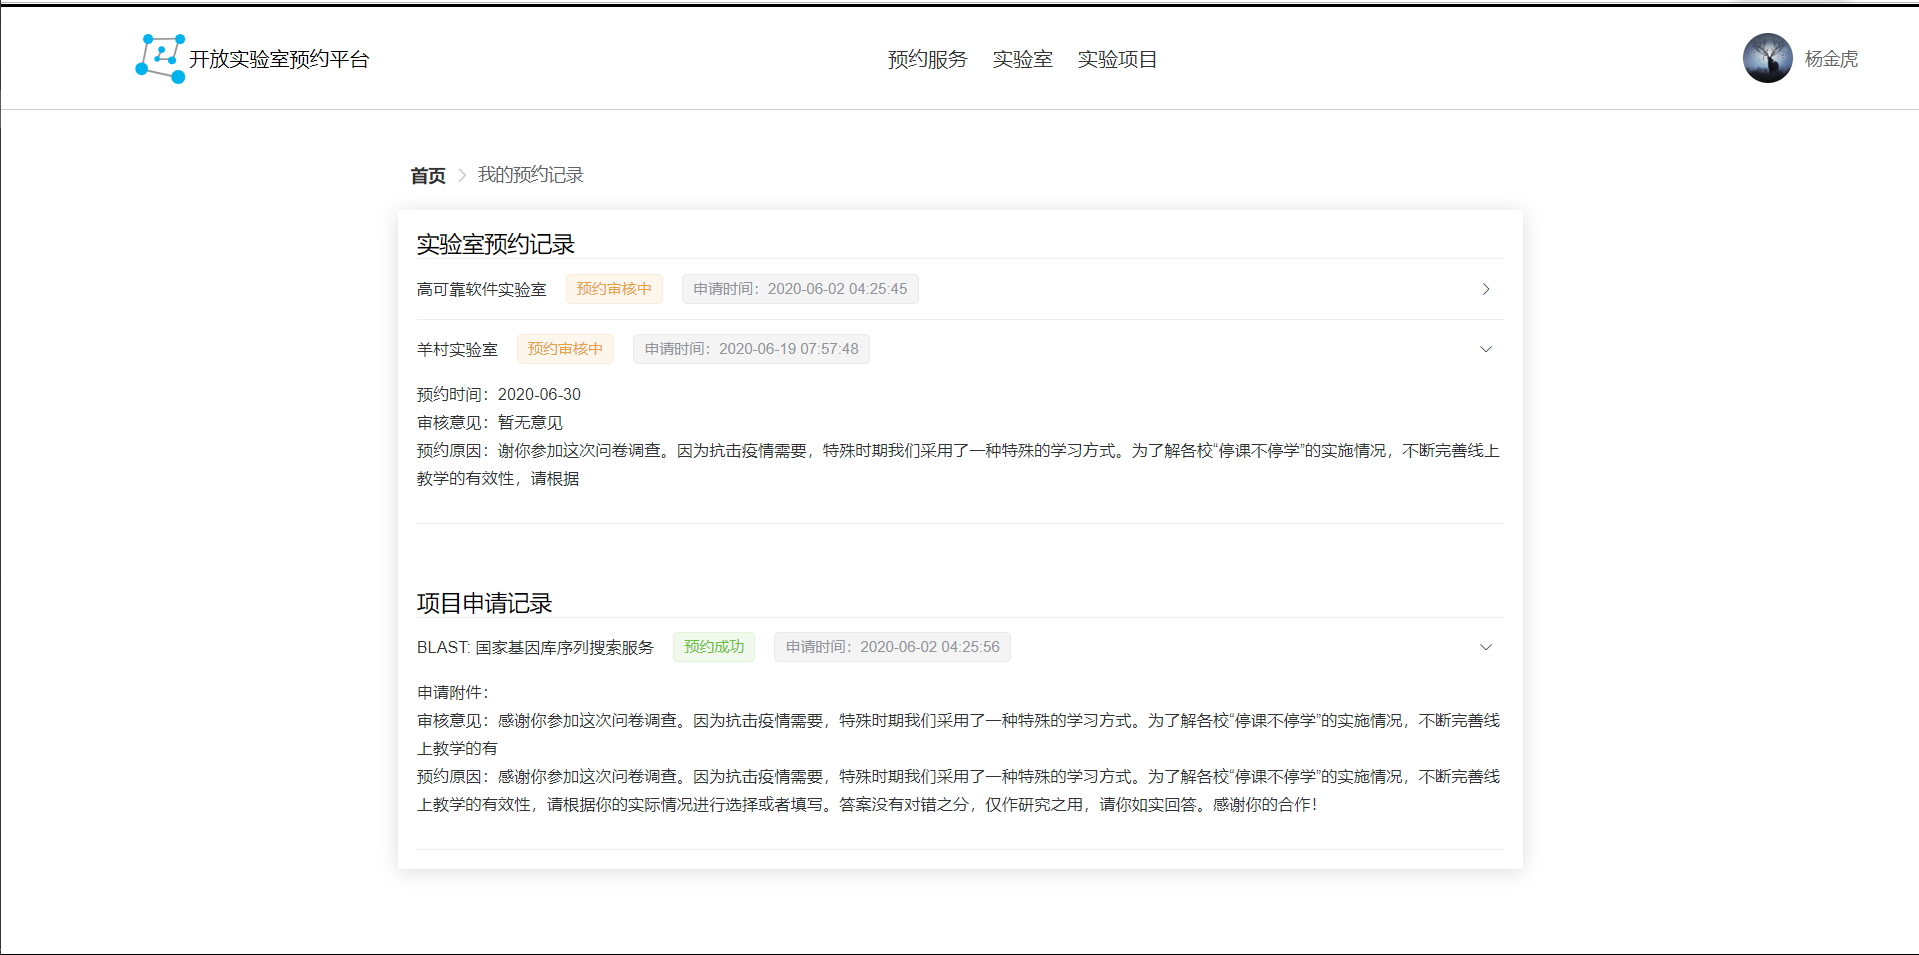 开放实验室预约平台
预约服务 实验室 实验项目
杨金虎
首页 > 我的预约记录
实验室预约记录
高可靠软件实验室 预约审核中 申请时间：2020-06-02 04:25:45
羊村实验室 预约审核中 申请时间：2020-06-19 07:57:48
预约时间：2020-06-30
审核意见：暂无意见
预约原因：谢你参加这次问卷调查。因为抗击疫情需要，特殊时期我们采用了一种特殊的学习方式。为了解各校“停课不停学”的实施情况，不断完善线上
教学的有效性，请根据
项目申请记录
BLAST: 国家基因库序列搜索服务 预约成功 申请时间：2020-06-02 04:25:56
申请附件：
审核意见：感谢你参加这次问卷调查。因为抗击疫情需要，特殊时期我们采用了一种特殊的学习方式。为了解各校“停课不停学”的实施情况，不断完善线
上教学的有
预约原因：感谢你参加这次问卷调查。因为抗击疫情需要，特殊时期我们采用了一种特殊的学习方式。为了解各校“停课不停学”的实施情况，不断完善线
上教学的有效性，请根据你的实际情况进行选择或者填写。答案没有对错之分，仅作研究之用，请你如实回答。感谢你的合作！